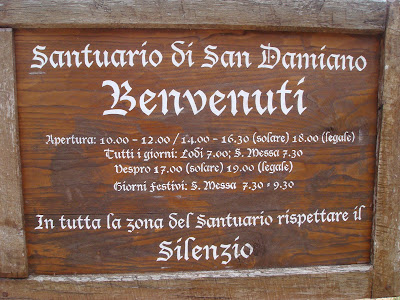 Santuario di San Damiano
Benvenuti
Apertura: 10.00 - 12.00 / 14.00 - 16.30 (solare) 18.00 (legale)
Tutti i giorni: Lodi 7.00; S. Messa 7.30
Vespro 17.00 (solare) 19.00 (legale)
Giorni Festivi: S. Messa 7.30 - 9.30
In tutta la zona del Santuario rispettare il
Silenzio